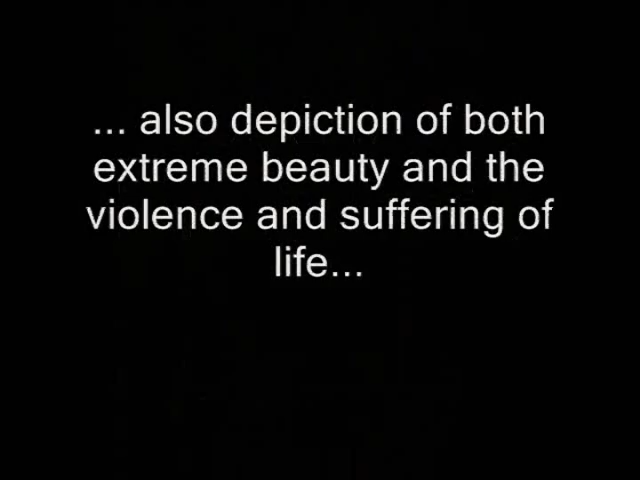 ... also depiction of both
extreme beauty and the
violence and suffering of
life...